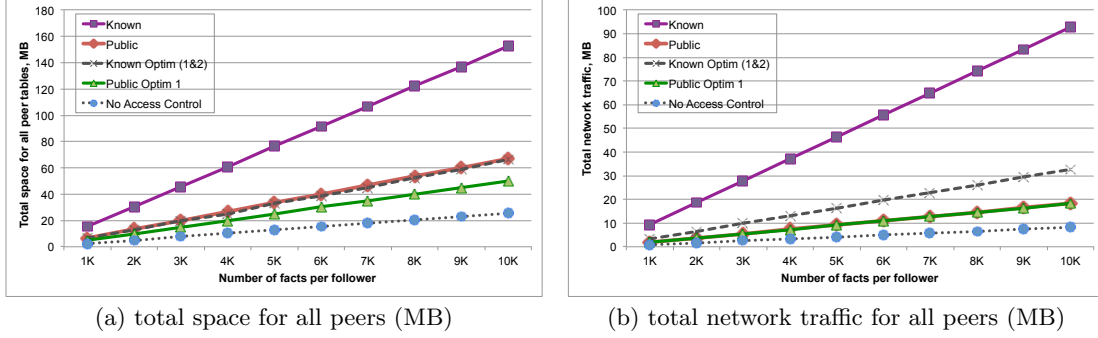 Total space for all peer tables, MB
180
160
140
120
100
80
60
40
20
0
Known
Public
Known Optim (1&2)
Public Optim 1
No Access Control
1K 2K 3K 4K 5K 6K 7K 8K 9K 10K
Number of facts per follower
(a) total space for all peers (MB)
Total network traffic, MB
100
90
80
70
60
50
40
30
20
10
0
Known
Public
Known Optim (1&2)
Public Optim 1
No Access Control
1K 2K 3K 4K 5K 6K 7K 8K 9K 10K
Number of facts per follower
(b) total network traffic for all peers (MB)